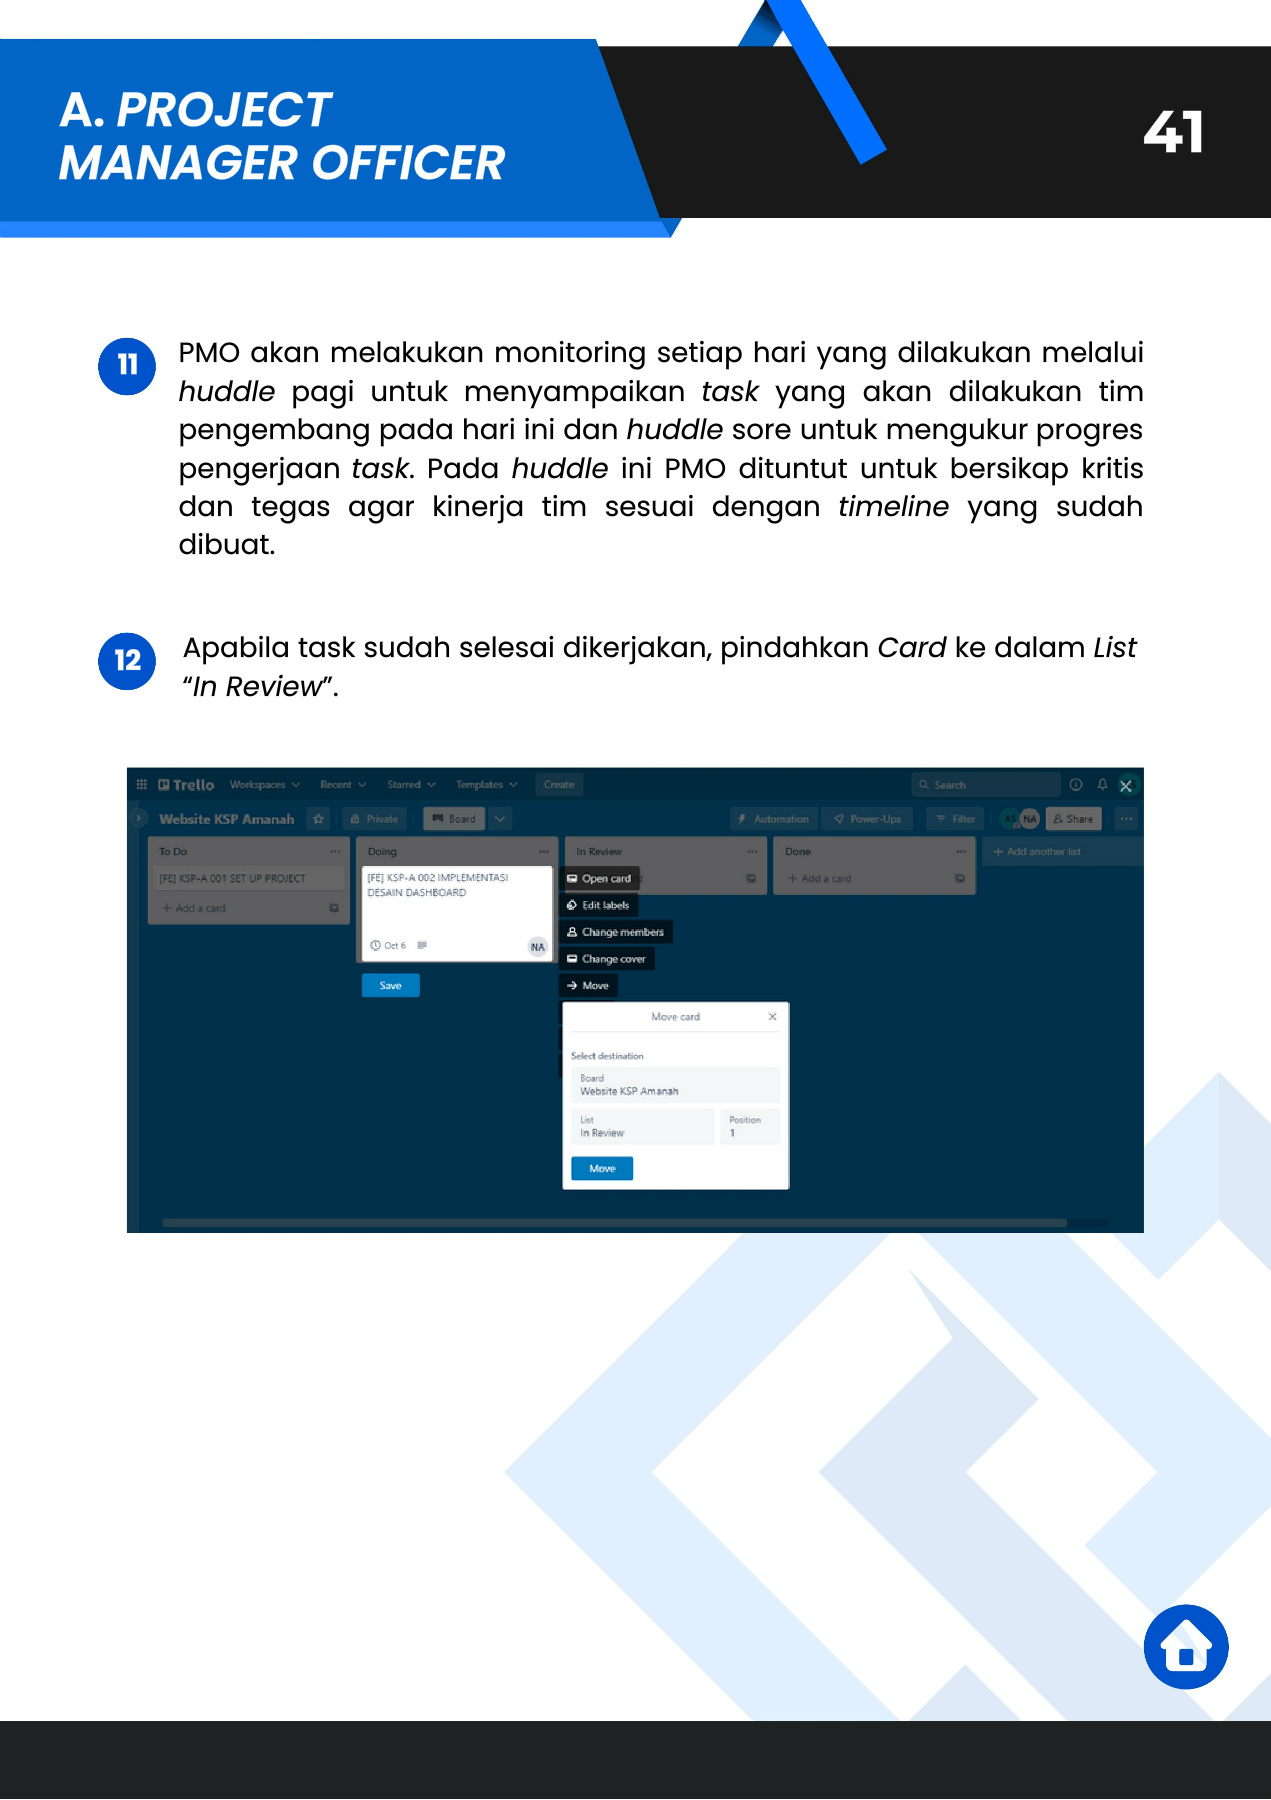 A. PROJECT
MANAGER OFFICER
41
11
PMO akan melakukan monitoring setiap hari yang dilakukan melalui
huddle pagi untuk menyampaikan task yang akan dilakukan tim
pengembang pada hari ini dan huddle sore untuk mengukur progres
pengerjaan task. Pada huddle ini PMO dituntut untuk bersikap kritis
dan tegas agar kinerja tim sesuai dengan timeline yang sudah
dibuat.
12
Apabila task sudah selesai dikerjakan, pindahkan Card ke dalam List
“In Review”.
Trello Workspaces Recent Starred Templates Create Search
Website KSP Amanah Private Board Automation Power-Ups Filter AS NA Share
To Do
[FE] KSP-A 001 SET UP PROJECT
+ Add a card
Doing
[FE] KSP-A 002 IMPLEMENTASI
DESAIN DASHBOARD
Oct 6 NA
Save
In Review
Open card
Edit labels
Change members
Change cover
Move
Done
+ Add a card
+ Add another list
Move card
Select destination
Board
Website KSP Amanah
List
In Review
Position
1
Move